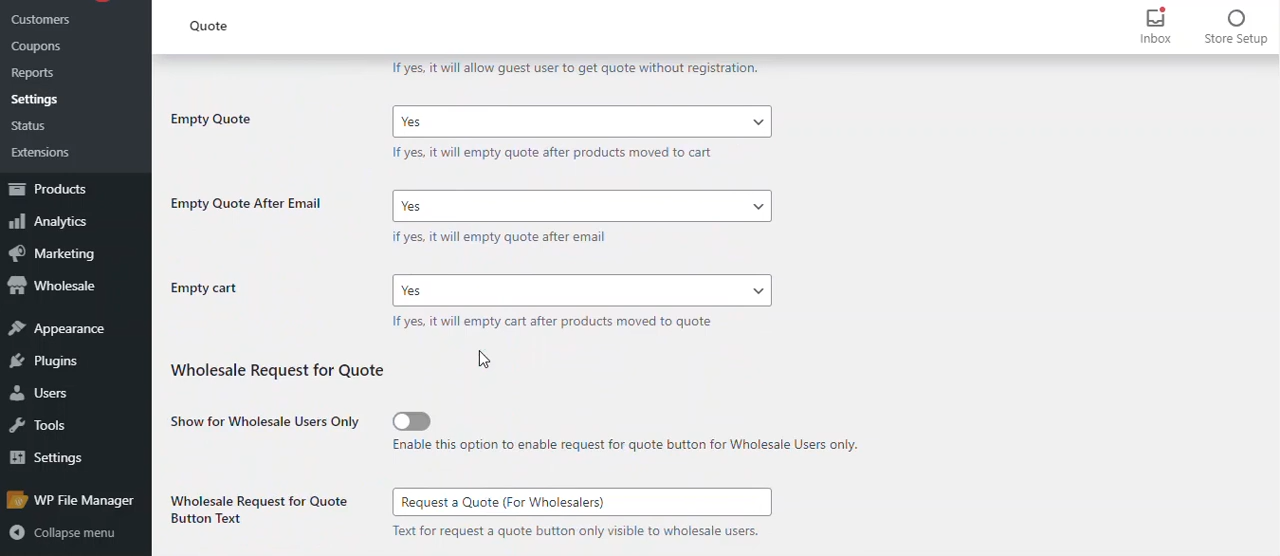 Customers
Coupons
Reports
Settings
Status
Extensions
Products
Analytics
Marketing
Wholesale
Appearance
Plugins
Users
Tools
Settings
WP File Manager
Collapse menu
Quote
Inbox
Store Setup
If yes, it will allow guest user to get quote without registration.
Empty Quote
Yes
If yes, it will empty quote after products moved to cart
Empty Quote After Email
Yes
if yes, it will empty quote after email
Empty cart
Yes
If yes, it will empty cart after products moved to quote
Wholesale Request for Quote
Show for Wholesale Users Only
Enable this option to enable request for quote button for Wholesale Users only.
Wholesale Request for Quote
Button Text
Request a Quote (For Wholesalers)
Text for request a quote button only visible to wholesale users.